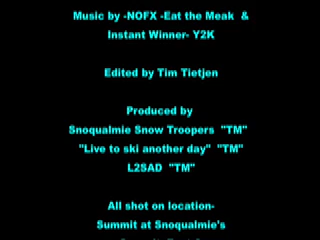 Music by -NOFX -Eat the Meak  &
Instant Winner- Y2K
Edited by Tim Tietjen
Produced by
Snoqualmie Snow Troopers  "TM"
"Live to ski another day"  "TM"
L2SAD  "TM"
All shot on location-
Summit at Snoqualmie's